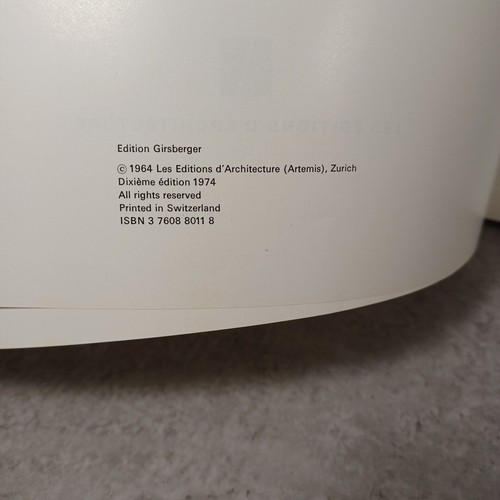 Edition Girsberger
© 1964 Les Editions d'Architecture (Artemis), Zurich
Dixième édition 1974
All rights reserved
Printed in Switzerland
ISBN 3 7608 8011 8